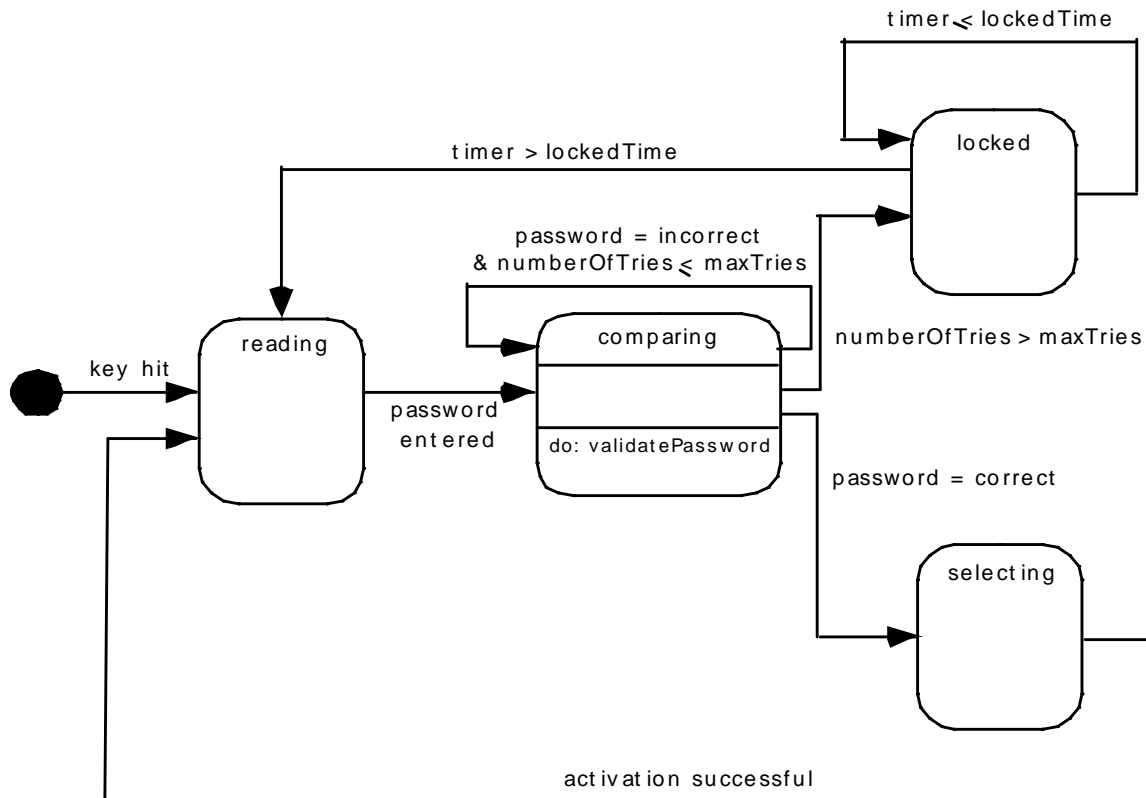 timer ≤ lockedTime
locked
timer > lockedTime
password = incorrect
& numberOfTries ≤ maxTries
reading
comparing
numberOfTries > maxTries
key hit
password
entered
do: validatePassword
password = correct
selecting
activation successful